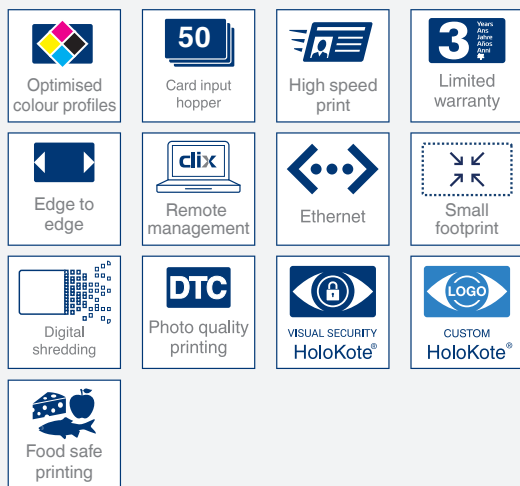 Optimised
colour profiles
50
Card input
hopper
High speed
print
3
Years
Ans
Jahre
Años
Anni
Limited
warranty
Edge to
edge
clix
Remote
management
Ethernet
Small
footprint
Digital
shredding
DTC
Photo quality
printing
VISUAL SECURITY
HoloKote®
LOGO
CUSTOM
HoloKote®
Food safe
printing